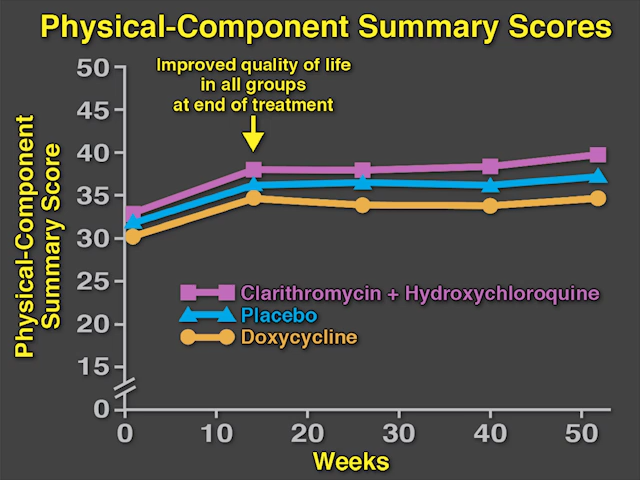 Physical-Component Summary Scores
Improved quality of life
in all groups
at end of treatment
Physical-Component
Summary Score
50
45
40
35
30
25
20
15
0
Clarithromycin + Hydroxychloroquine
Placebo
Doxycycline
0 10 20 30 40 50
Weeks